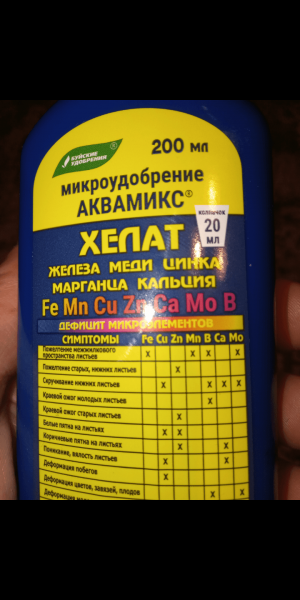 КУЙСКИЕ
УДОБРЕНИЯ
®
200 мл
микроудобрение
АКВАМИКС®
колпачок
20
мл
ХЕЛАТ
ЖЕЛЕЗА МЕДИ ЦИНКА
МАРГАНЦА КАЛЬЦИЯ
Fe Mn Cu Zn Ca Mo B
ДЕФИЦИТ МИКРОЭЛЕМЕНТОВ
СИМПТОМЫ Fe Cu Zn Mn B Ca Mo
Пожелтение межжилкового
пространства листьев X X X X
Пожелтение старых, нижних листьев X
Скручивание нижних листьев X X X X
Краевой ожог молодых листьев X
Краевой ожог старых листьев X
Белые пятна на листьях X X
Коричневые пятна на листьях X X
Поникание, вялость листьев X
Деформация побегов X X
Деформация цветов, завязей, плодов X
Деформация X X